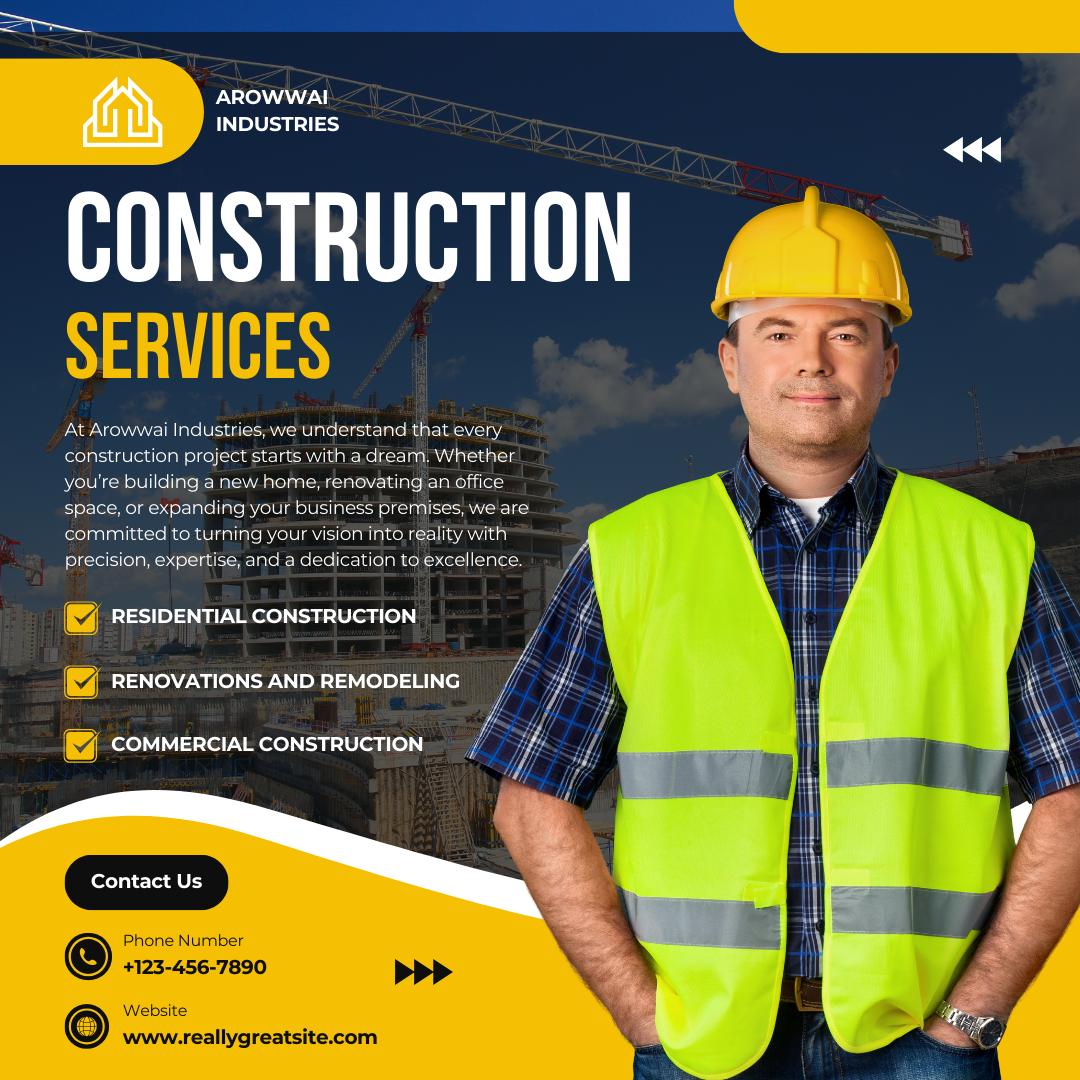 AROWWAI
INDUSTRIES
CONSTRUCTION
SERVICES
At Arowwai Industries, we understand that every
construction project starts with a dream. Whether
you’re building a new home, renovating an office
space, or expanding your business premises, we are
committed to turning your vision into reality with
precision, expertise, and a dedication to excellence.
RESIDENTIAL CONSTRUCTION
RENOVATIONS AND REMODELING
COMMERCIAL CONSTRUCTION
Contact Us
Phone Number
+123-456-7890
Website
www.reallygreatsite.com